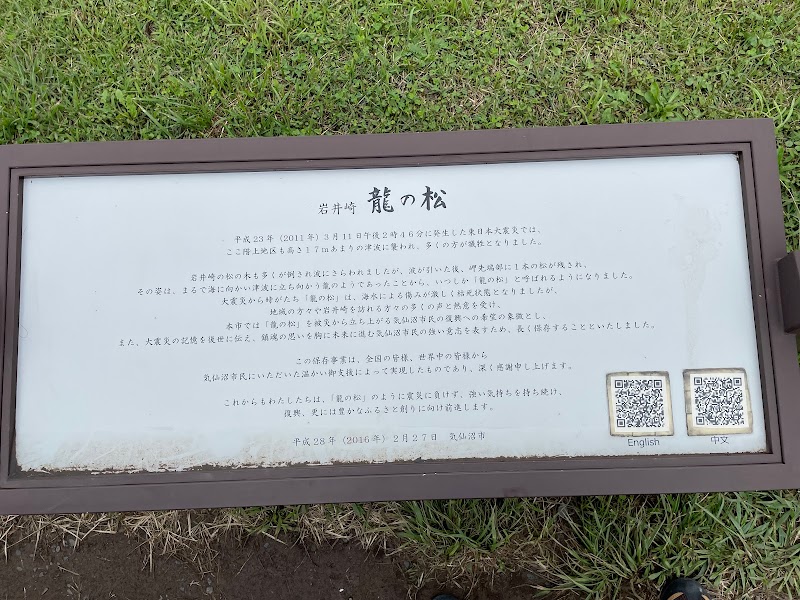 岩井崎 龍の松
平成23年（2011年）3月11日午後2時46分に発生した東日本大震災では、
ここ階上地区も高さ17mあまりの津波に襲われ、多くの方が犠牲となりました。
岩井崎の松の木も多くが倒され波にさらわれましたが、波が引いた後、岬先端部に1本の松が残され、
その姿は、まるで海に向かい津波に立ち向かう龍のようであったことから、いつしか「龍の松」と呼ばれるようになりました。
大震災から時がたち「龍の松」は、海水による傷みが激しく枯死状態となりましたが、
地域の方々や岩井崎を訪れる方々の多くの声と熱意を受け、
本市では「龍の松」を被災から立ち上がる気仙沼市民の復興への希望の象徴とし、
また、大震災の記憶を後世に伝え、鎮魂の思いを胸に未来に進む気仙沼市民の強い意志を表すため、長く保存することといたしました。
この保存事業は、全国の皆様、世界中の皆様から
気仙沼市民にいただいた温かい御支援によって実現したものであり、深く感謝申し上げます。
これからもわたしたちは、「龍の松」のように震災に負けず、強い気持ちを持ち続け、
復興、更には豊かなふるさと創りに向け前進します。
平成28年（2016年）2月27日 気仙沼市
English 中文